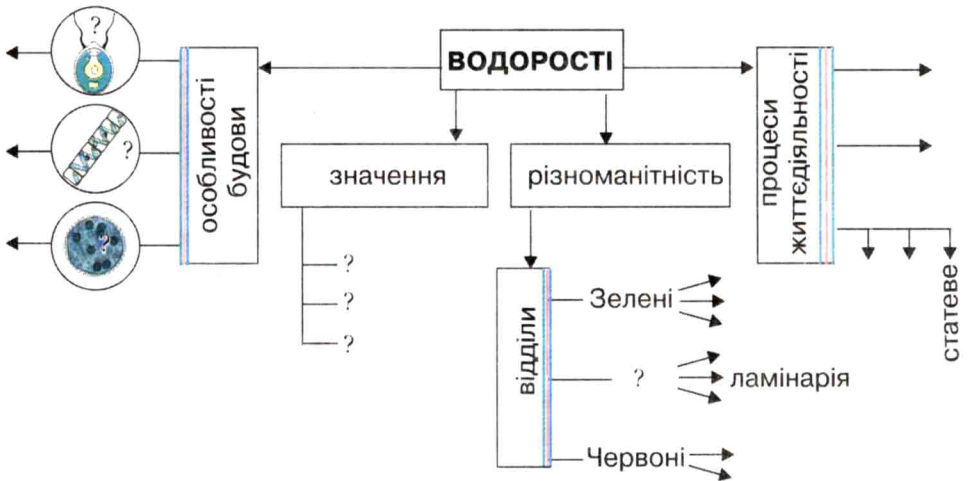 ВОДОРОСТІ
особливості
будови
?
?
?
значення
?
?
?
різноманітність
відділи
Зелені
?
ламінарія
Червоні
процеси
життєдіяльності
статеве